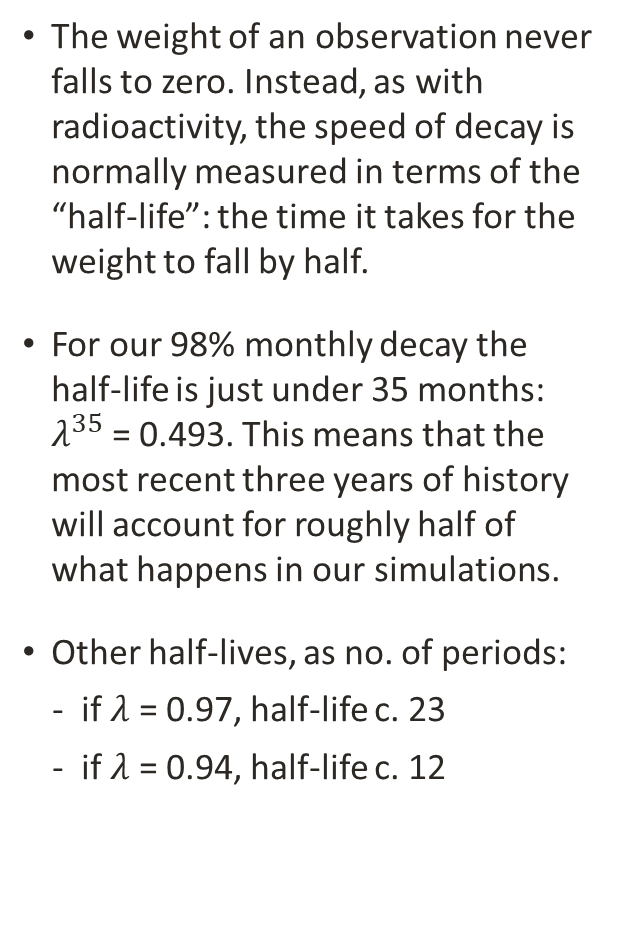 • The weight of an observation never
falls to zero. Instead, as with
radioactivity, the speed of decay is
normally measured in terms of the
“half-life”: the time it takes for the
weight to fall by half.
• For our 98% monthly decay the
half-life is just under 35 months:
λ³⁵ = 0.493. This means that the
most recent three years of history
will account for roughly half of
what happens in our simulations.
• Other half-lives, as no. of periods:
- if λ = 0.97, half-life c. 23
- if λ = 0.94, half-life c. 12